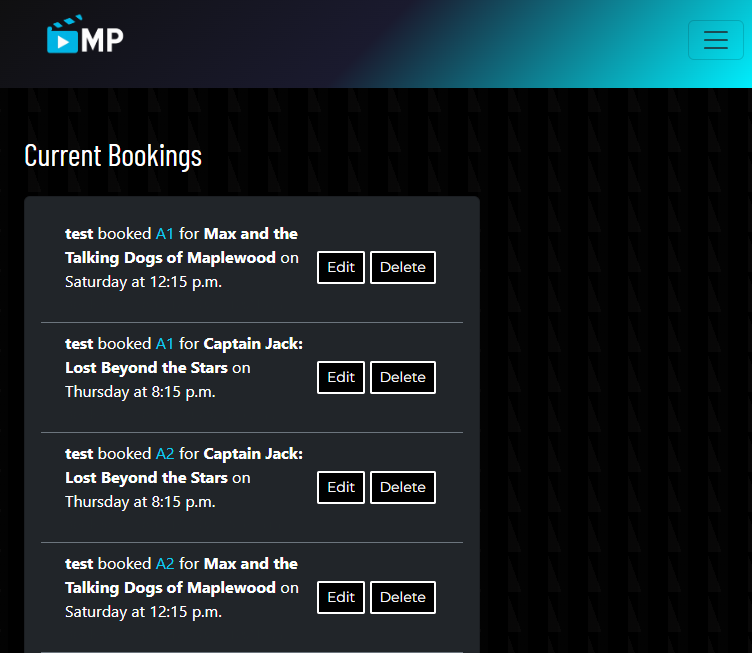 MP
Current Bookings
test booked A1 for Max and the
Talking Dogs of Maplewood on
Saturday at 12:15 p.m.
Edit Delete
test booked A1 for Captain Jack:
Lost Beyond the Stars on
Thursday at 8:15 p.m.
Edit Delete
test booked A2 for Captain Jack:
Lost Beyond the Stars on
Thursday at 8:15 p.m.
Edit Delete
test booked A2 for Max and the
Talking Dogs of Maplewood on
Saturday at 12:15 p.m.
Edit Delete